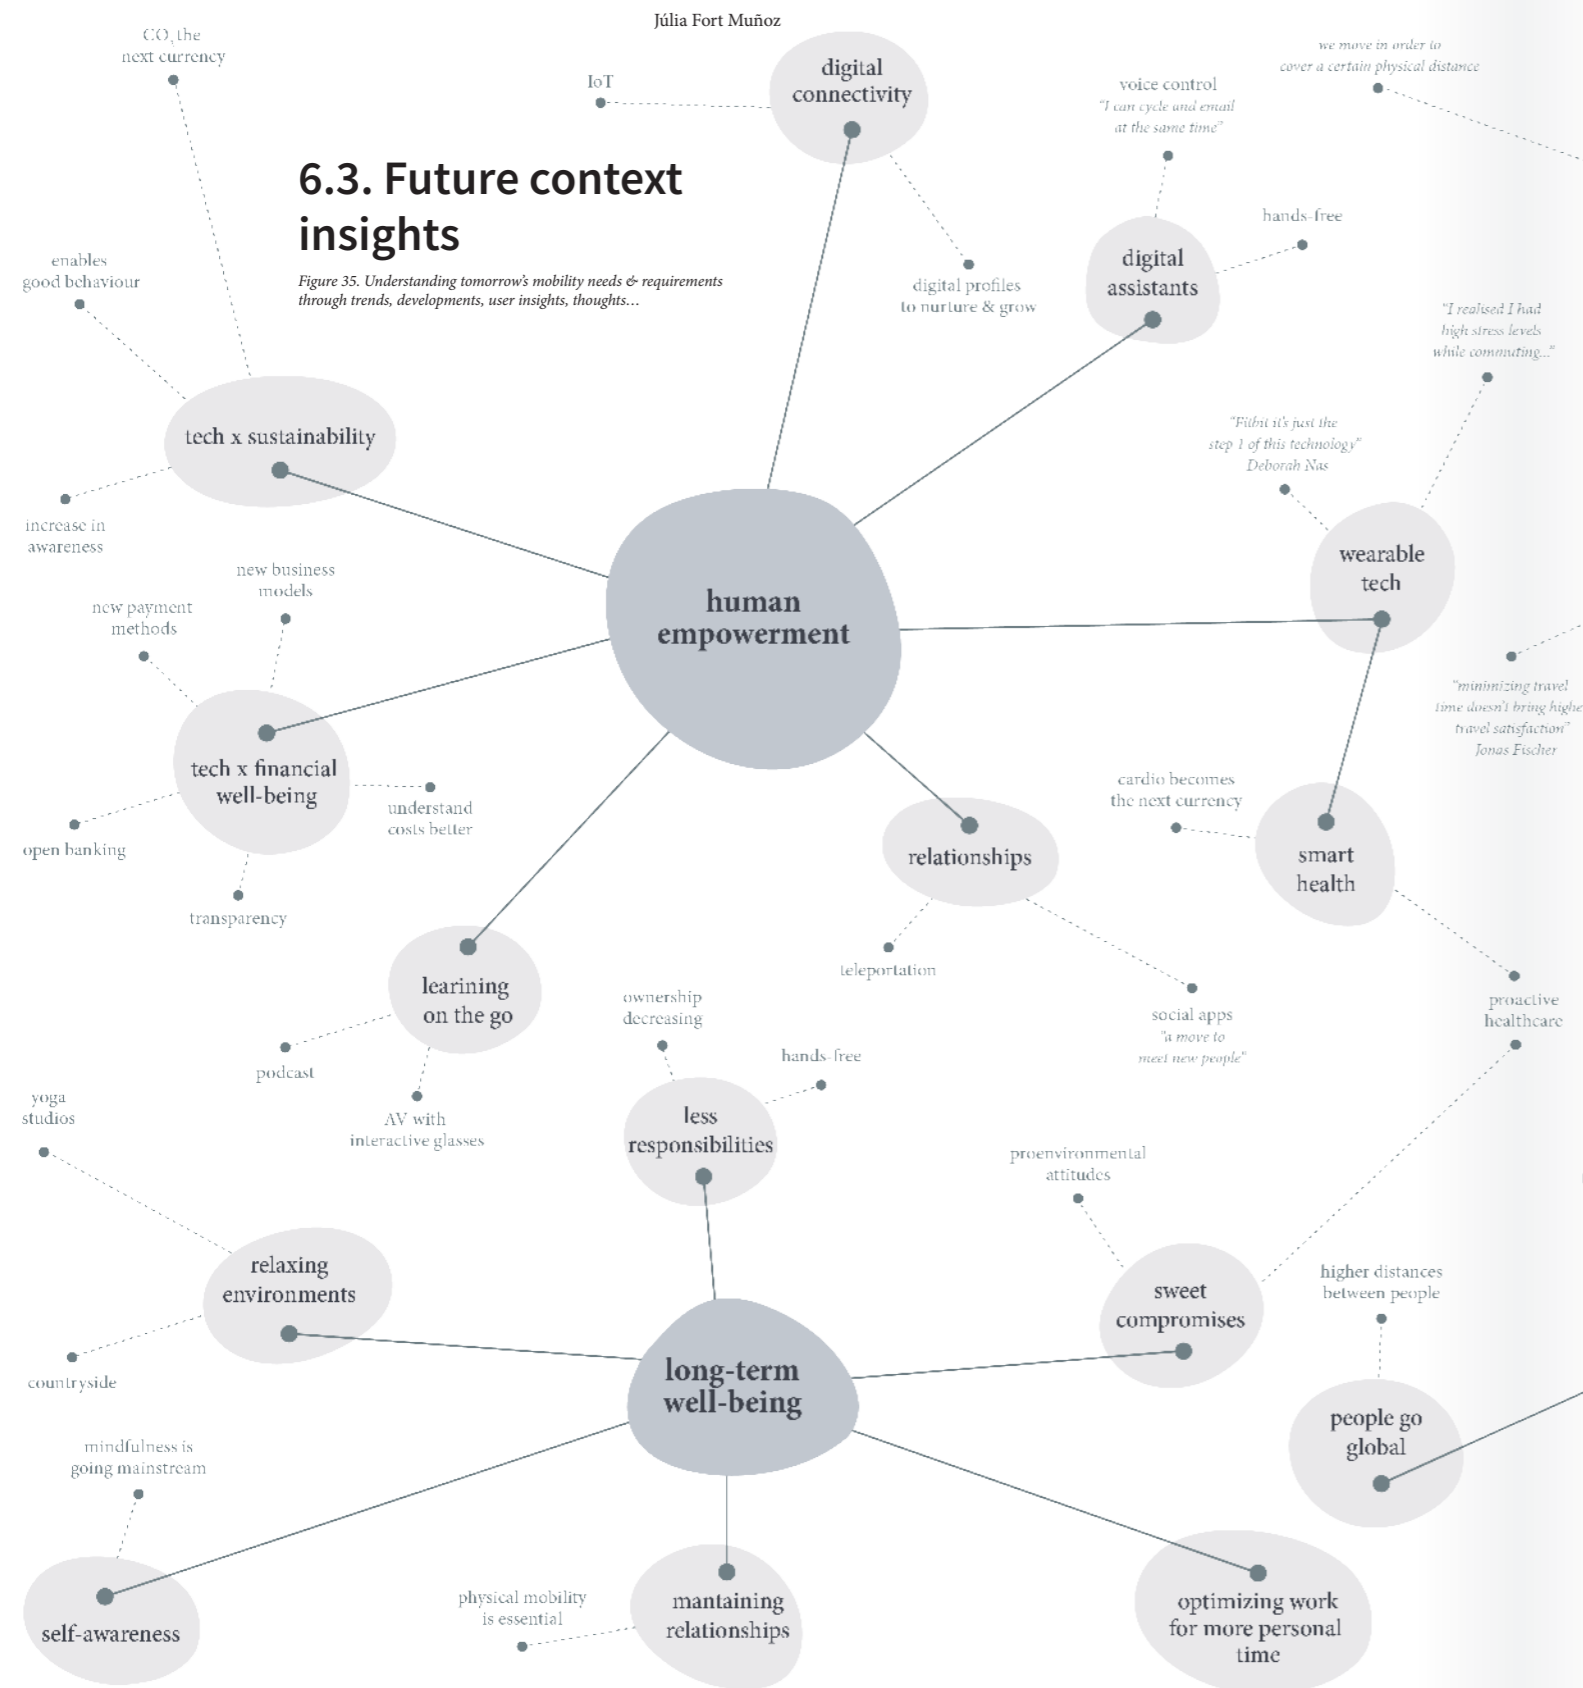 Júlia Fort Muñoz
CO₂ the
next currency
IoT
digital
connectivity
voice control
"I can cycle and email
at the same time"
we move in order to
cover a certain physical distance
6.3. Future context
insights
Figure 35. Understanding tomorrow's mobility needs & requirements
through trends, developments, user insights, thoughts…
enables
good behaviour
digital profiles
to nurture & grow
digital
assistants
hands-free
"I realised I had
high stress levels
while commuting..."
tech x sustainability
"Fitbit it's just the
step 1 of this technology"
Deborah Nas
increase in
awareness
new business
models
new payment
methods
human
empowerment
wearable
tech
"minimizing travel
time doesn't bring highe
travel satisfaction"
Jonas Fischer
tech x financial
well-being
understand
costs better
open banking
transparency
relationships
cardio becomes
the next currency
smart
health
teleportation
social apps
"a move to
meet new people"
proactive
healthcare
learining
on the go
podcast
AV with
interactive glasses
ownership
decreasing
hands-free
less
responsibilities
yoga
studios
relaxing
environments
countryside
proenvironmental
attitudes
sweet
compromises
higher distances
between people
long-term
well-being
people go
global
mindfulness is
going mainstream
self-awareness
physical mobility
is essential
mantaining
relationships
optimizing work
for more personal
time